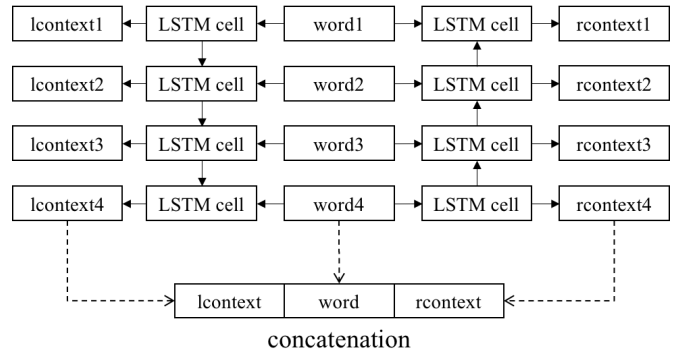 lcontext1 LSTM cell word1 LSTM cell rcontext1
lcontext2 LSTM cell word2 LSTM cell rcontext2
lcontext3 LSTM cell word3 LSTM cell rcontext3
lcontext4 LSTM cell word4 LSTM cell rcontext4
lcontext word rcontext
concatenation